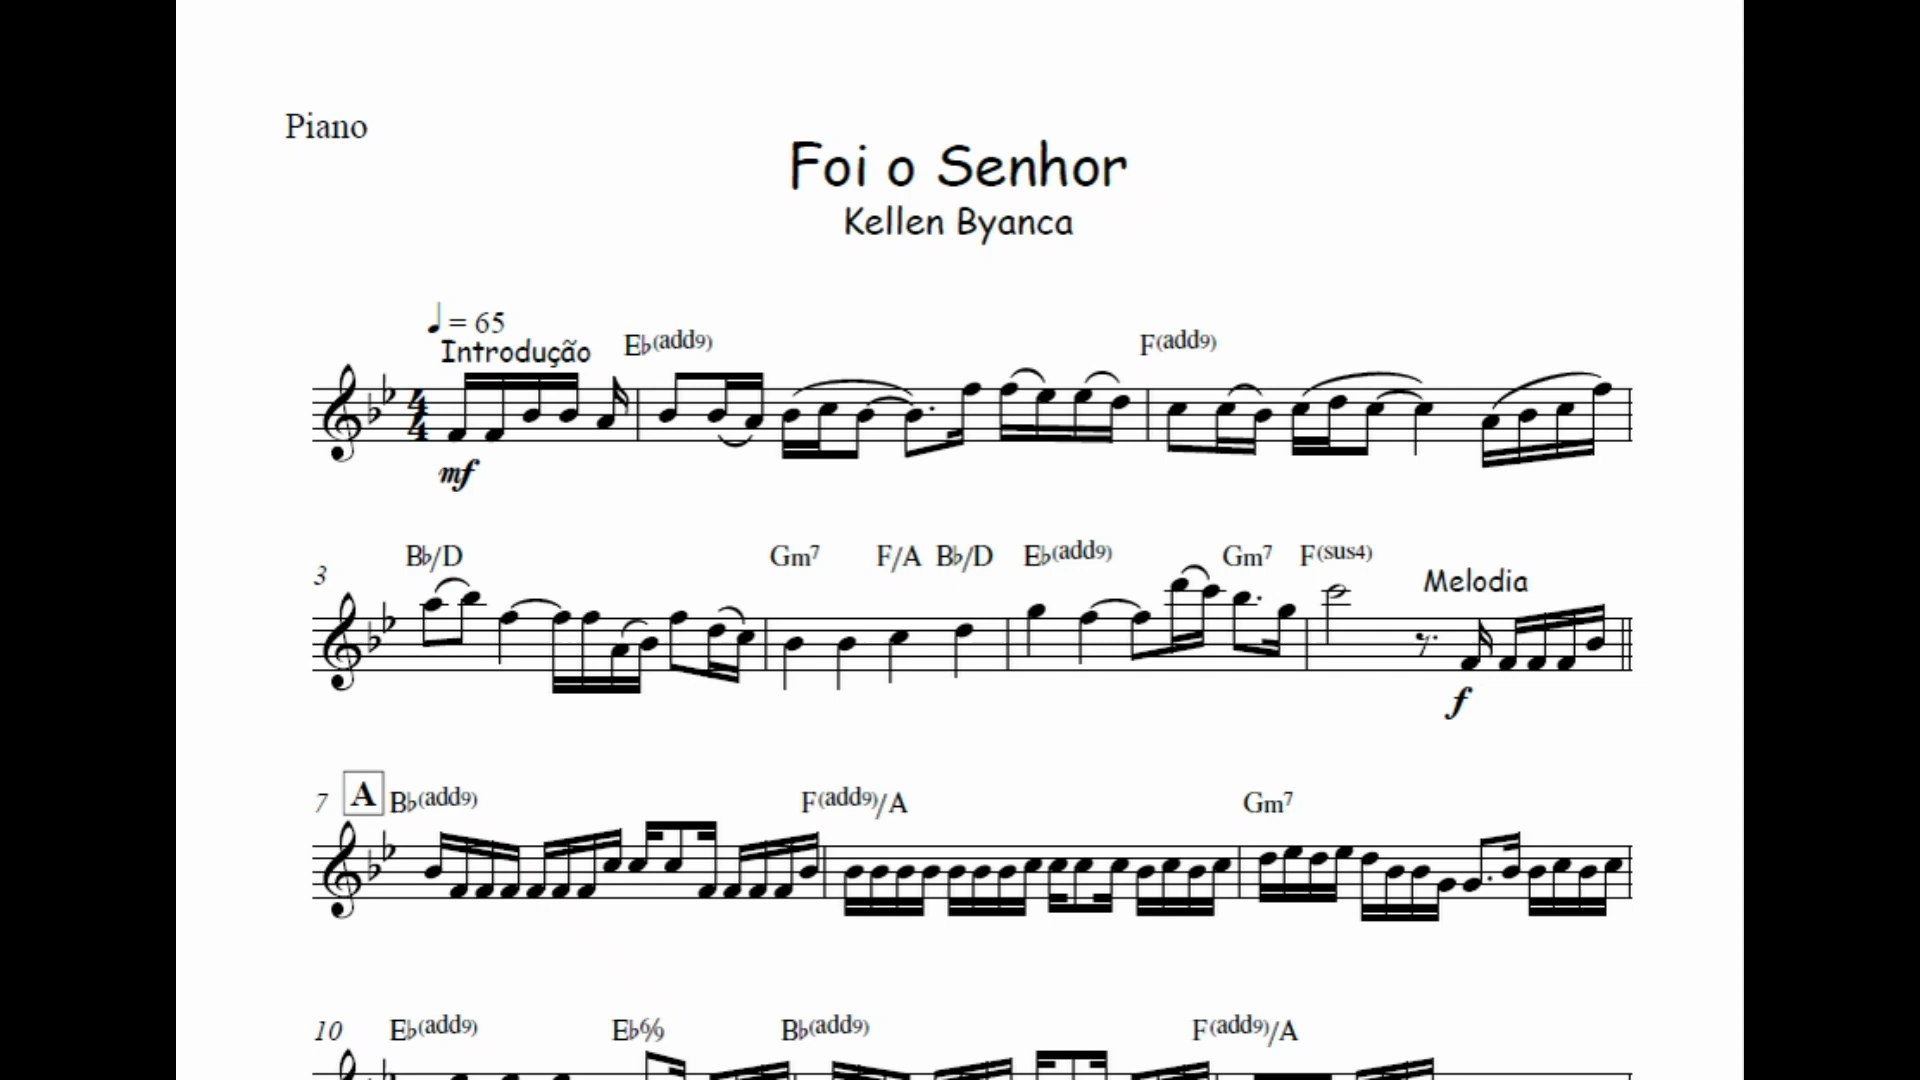 Piano
Foi o Senhor
Kellen Byanca
♩ = 65
Introdução
E♭(add9) F(add9)
mf
3 B♭/D Gm7 F/A B♭/D E♭(add9) Gm7 F(sus4)
Melodia
f
7 A B♭(add9) F(add9)/A Gm7
10 E♭(add9) E♭6/9 B♭(add9) F(add9)/A